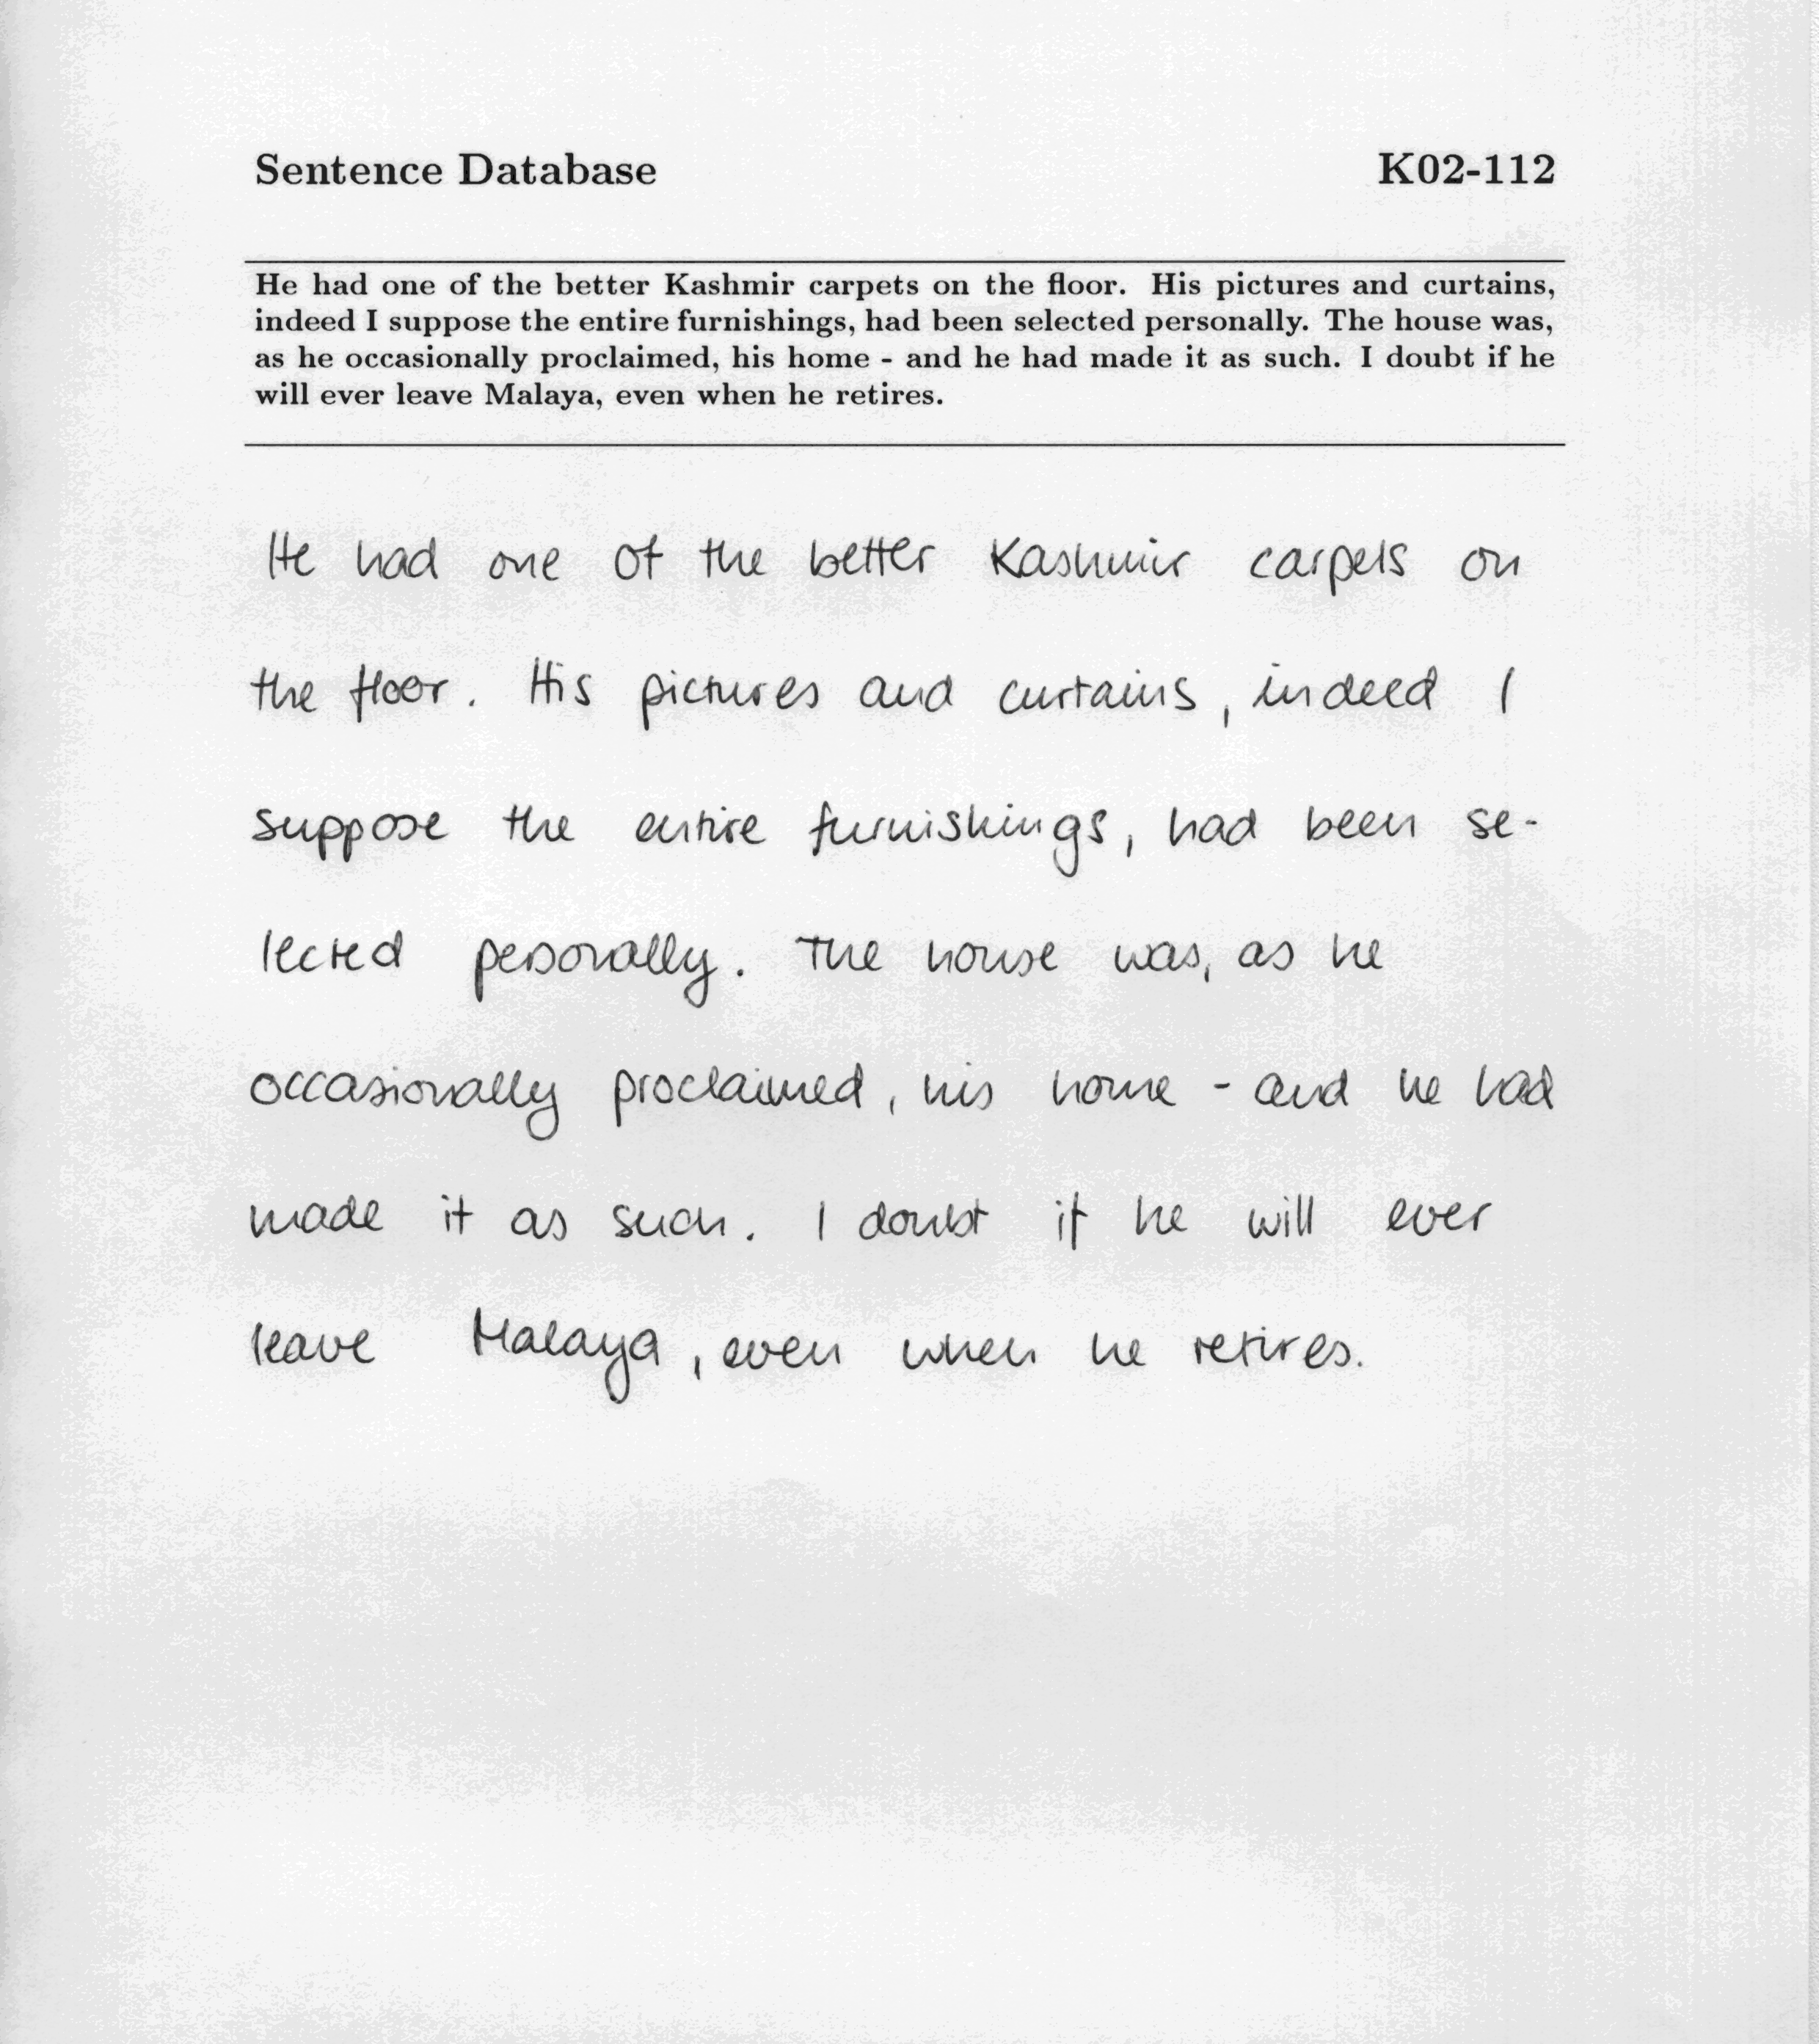 Sentence Database K02-112
He had one of the better Kashmir carpets on the floor. His pictures and curtains,
indeed I suppose the entire furnishings, had been selected personally. The house was,
as he occasionally proclaimed, his home - and he had made it as such. I doubt if he
will ever leave Malaya, even when he retires.
He had one of the better Kashmir carpets on
the floor. His pictures and curtains, indeed I
suppose the entire furnishings, had been se-
lected personally. The house was, as he
occasionally proclaimed, his home - and he had
made it as such. I doubt if he will ever
leave Malaya, even when he retires.